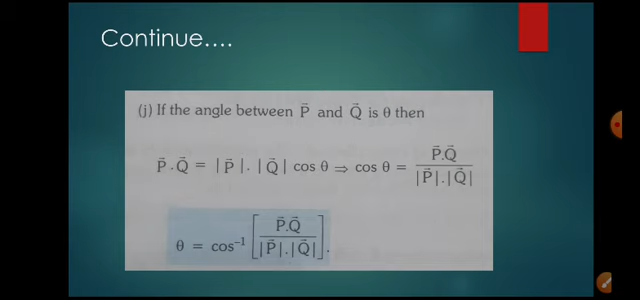 Continue....
(j) If the angle between P⃗ and Q⃗ is θ then
P⃗ . Q⃗ = |P⃗| . |Q⃗| cos θ ⇒ cos θ = P⃗.Q⃗ / |P⃗|.|Q⃗|
θ = cos⁻¹ [P⃗.Q⃗ / |P⃗|.|Q⃗|].